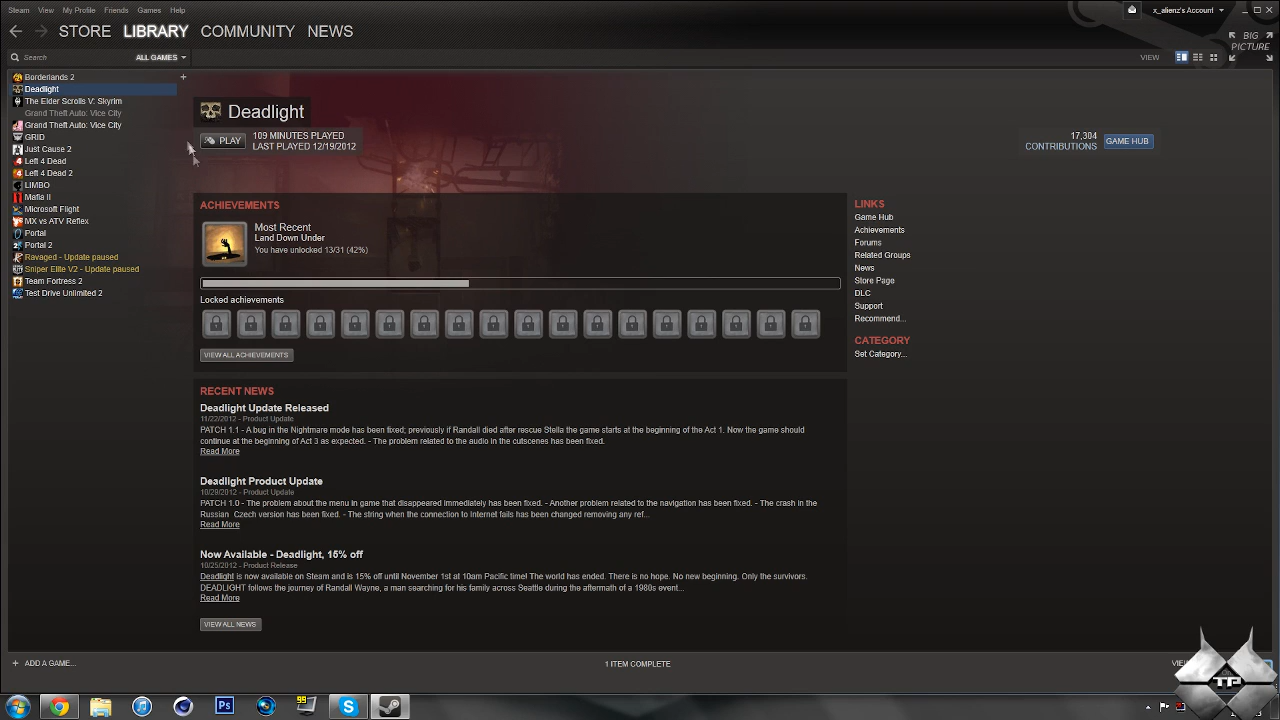 Steam View My Profile Friends Games Help
x_alienz's Account
STORE LIBRARY COMMUNITY NEWS
BIG PICTURE
Search
ALL GAMES
VIEW
Borderlands 2
Deadlight
The Elder Scrolls V: Skyrim
Grand Theft Auto: Vice City
Grand Theft Auto: Vice City
GRID
Just Cause 2
Left 4 Dead
Left 4 Dead 2
LIMBO
Mafia II
Microsoft Flight
MX vs ATV Reflex
Portal
Portal 2
Ravaged - Update paused
Sniper Elite V2 - Update paused
Team Fortress 2
Test Drive Unlimited 2
Deadlight
PLAY
109 MINUTES PLAYED
LAST PLAYED 12/19/2012
17,304
CONTRIBUTIONS
GAME HUB
ACHIEVEMENTS
Most Recent
Land Down Under
You have unlocked 13/31 (42%)
Locked achievements
VIEW ALL ACHIEVEMENTS
LINKS
Game Hub
Achievements
Forums
Related Groups
News
Store Page
DLC
Support
Recommend...
CATEGORY
Set Category...
RECENT NEWS
Deadlight Update Released
11/22/2012 - Product Update
PATCH 1.1 - A bug in the Nightmare mode has been fixed; previously if Randall died after rescue Stella the game starts at the beginning of the Act 1. Now the game should
continue at the beginning of Act 3 as expected. - The problem related to the audio in the cutscenes has been fixed.
Read More
Deadlight Product Update
10/29/2012 - Product Update
PATCH 1.0 - The problem about the menu in game that disappeared immediately has been fixed. - Another problem related to the navigation has been fixed. - The crash in the
Russian Czech version has been fixed. - The string when the connection to Internet fails has been changed removing any ref...
Read More
Now Available - Deadlight, 15% off
10/25/2012 - Product Release
Deadlight is now available on Steam and is 15% off until November 1st at 10am Pacific time! The world has ended. There is no hope. No new beginning. Only the survivors.
DEADLIGHT follows the journey of Randall Wayne, a man searching for his family across Seattle during the aftermath of a 1980s event...
Read More
VIEW ALL NEWS
+ ADD A GAME...
1 ITEM COMPLETE
TP
99
Ps